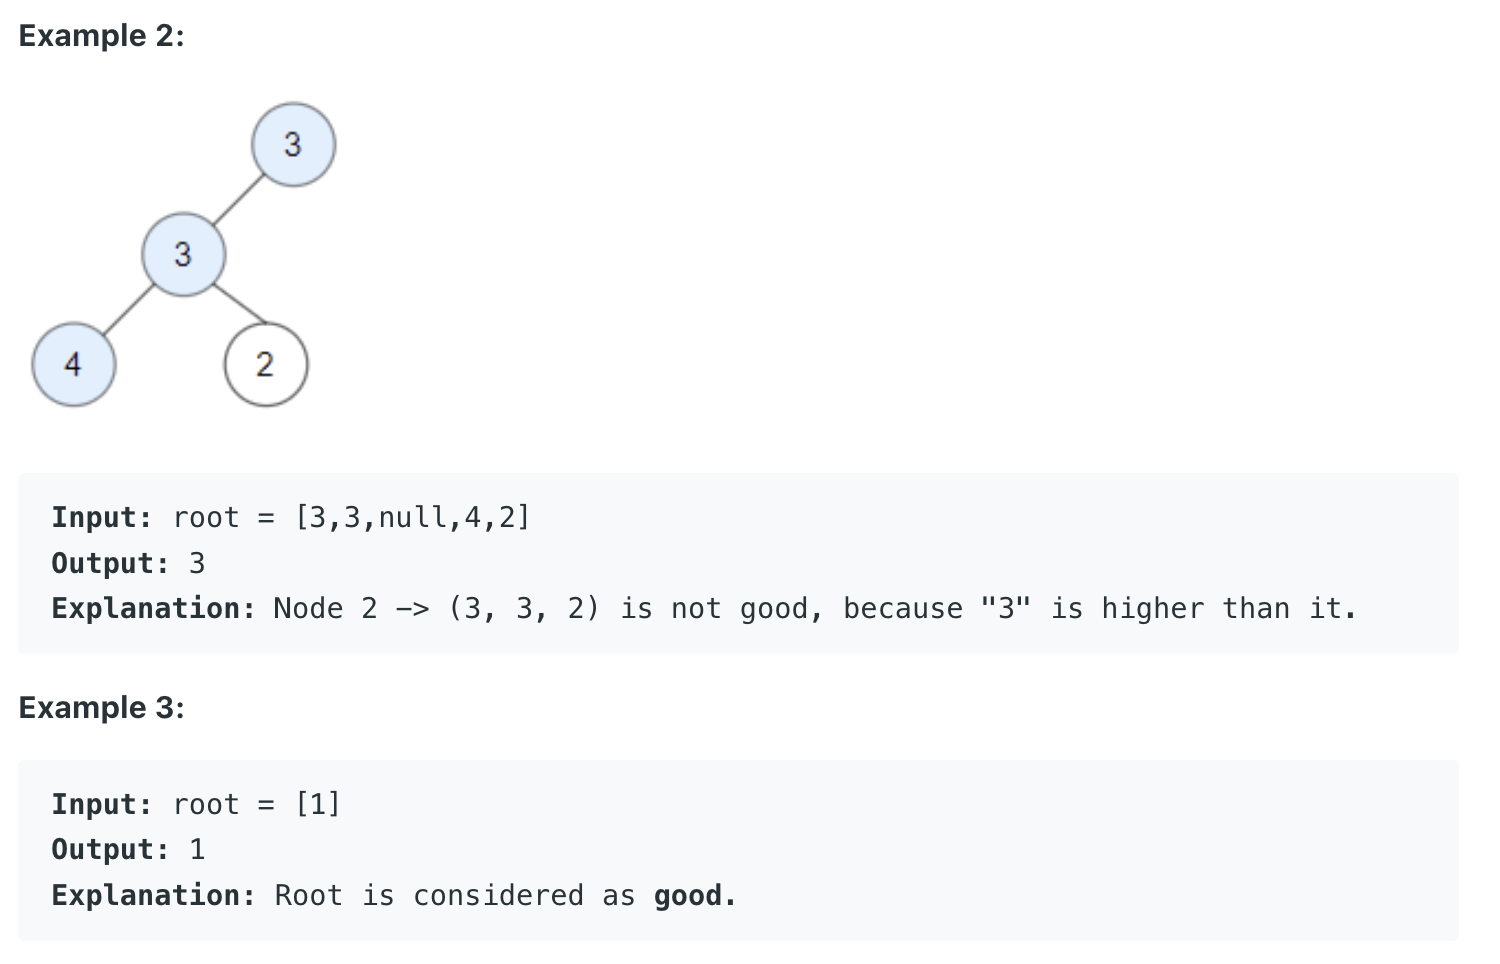 Example 2:
3
3
4
2
Input: root = [3,3,null,4,2]
Output: 3
Explanation: Node 2 -> (3, 3, 2) is not good, because "3" is higher than it.
Example 3:
Input: root = [1]
Output: 1
Explanation: Root is considered as good.